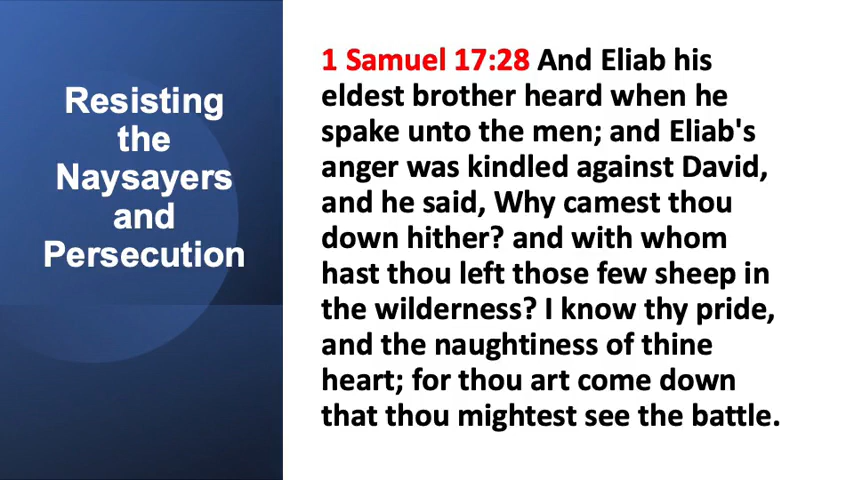 Resisting
the
Naysayers
and
Persecution
1 Samuel 17:28 And Eliab his
eldest brother heard when he
spake unto the men; and Eliab's
anger was kindled against David,
and he said, Why camest thou
down hither? and with whom
hast thou left those few sheep in
the wilderness? I know thy pride,
and the naughtiness of thine
heart; for thou art come down
that thou mightest see the battle.